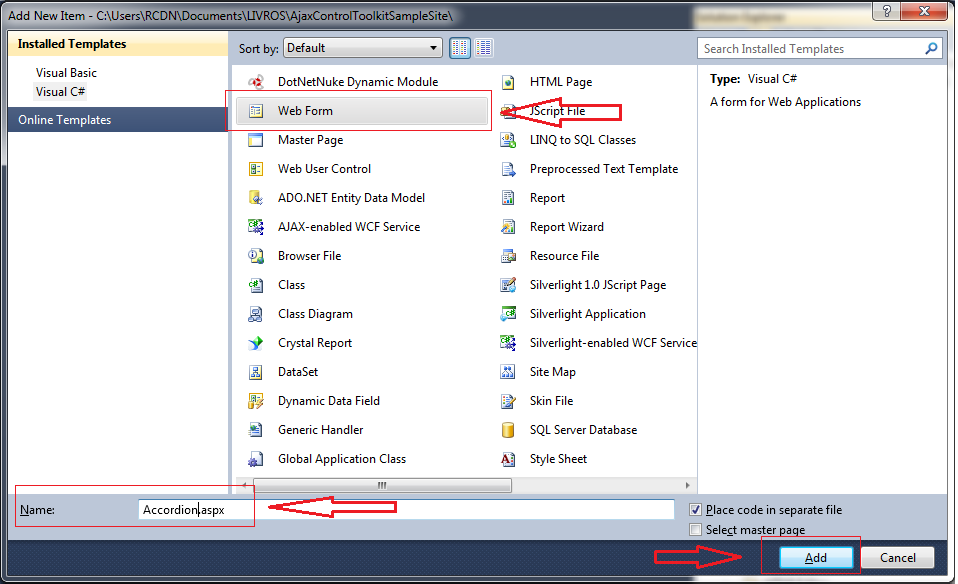 Add New Item - C:\Users\RCDN\Documents\LIVROS\AjaxControlToolkitSampleSite\
?
Installed Templates
Visual Basic
Visual C#
Online Templates
Sort by: Default
DotNetNuke Dynamic Module
Web Form
Master Page
Web User Control
ADO.NET Entity Data Model
AJAX-enabled WCF Service
Browser File
Class
Class Diagram
Crystal Report
DataSet
Dynamic Data Field
Generic Handler
Global Application Class
HTML Page
JScript File
LINQ to SQL Classes
Preprocessed Text Template
Report
Report Wizard
Resource File
Silverlight 1.0 JScript Page
Silverlight Application
Silverlight-enabled WCF Service
Site Map
Skin File
SQL Server Database
Style Sheet
Search Installed Templates
Type: Visual C#
A form for Web Applications
Name: Accordion.aspx
Place code in separate file
Select master page
Add
Cancel